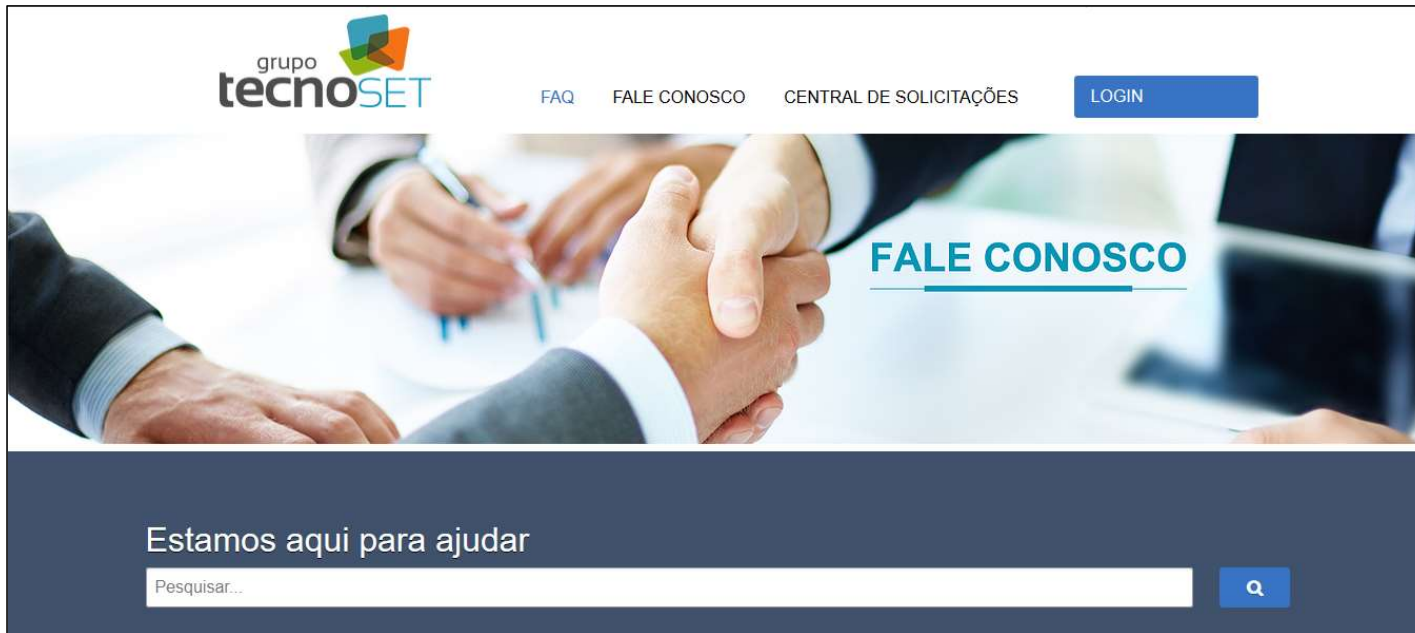 grupo
tecnoSET
FAQ FALE CONOSCO CENTRAL DE SOLICITAÇÕES LOGIN
FALE CONOSCO
Estamos aqui para ajudar
Pesquisar...